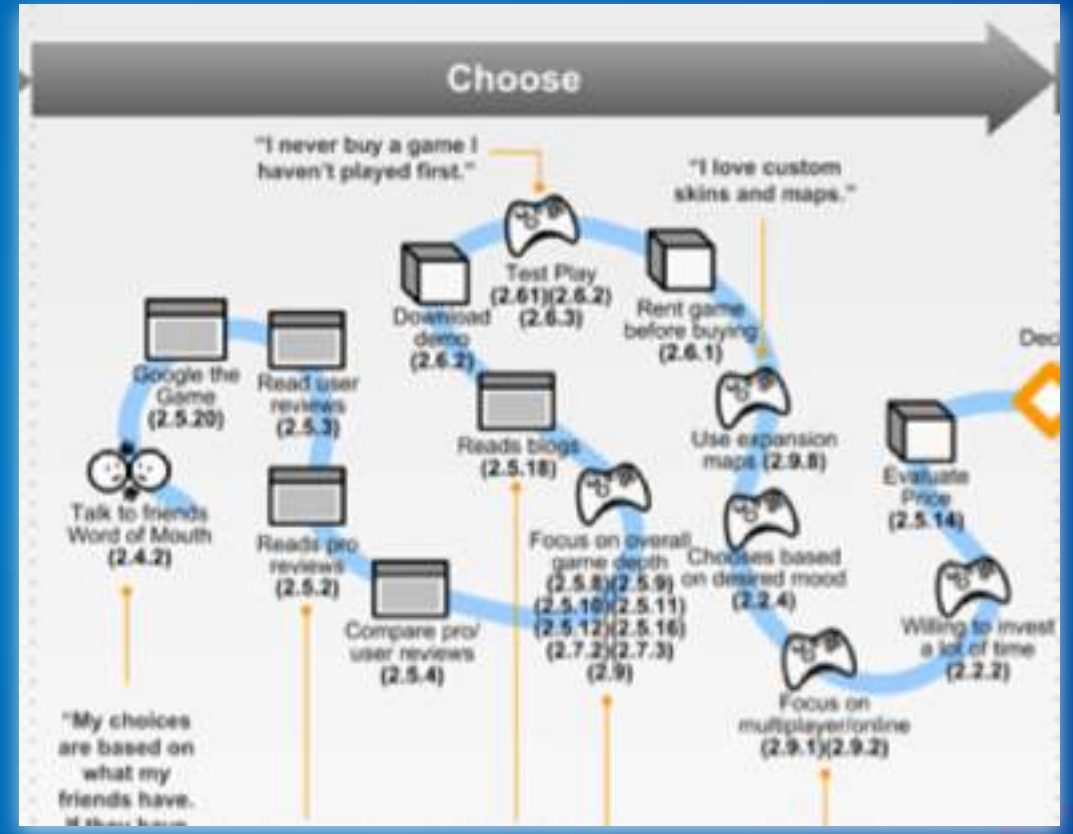 Choose
"I never buy a game I
haven't played first."
"I love custom
skins and maps."
Test Play
(2.61)(2.6.2)
(2.6.3)
Download
demo
(2.6.2)
Rent game
before buying
(2.6.1)
Google the
Game
(2.5.20)
Read user
reviews
(2.5.3)
Reads blogs
(2.5.18)
Use expansion
maps (2.9.8)
Evaluate
Price
(2.5.14)
Talk to friends
Word of Mouth
(2.4.2)
Reads pro
reviews
(2.5.2)
Focus on overall
game depth
(2.5.8)(2.5.9)
(2.5.10)(2.5.11)
(2.5.12)(2.5.16)
(2.7.2)(2.7.3)
(2.9)
Chooses based
on desired mood
(2.2.4)
Compare pro/
user reviews
(2.5.4)
Willing to invest
a lot of time
(2.2.2)
Focus on
multiplayer/online
(2.9.1)(2.9.2)
"My choices
are based on
what my
friends have.
If they have